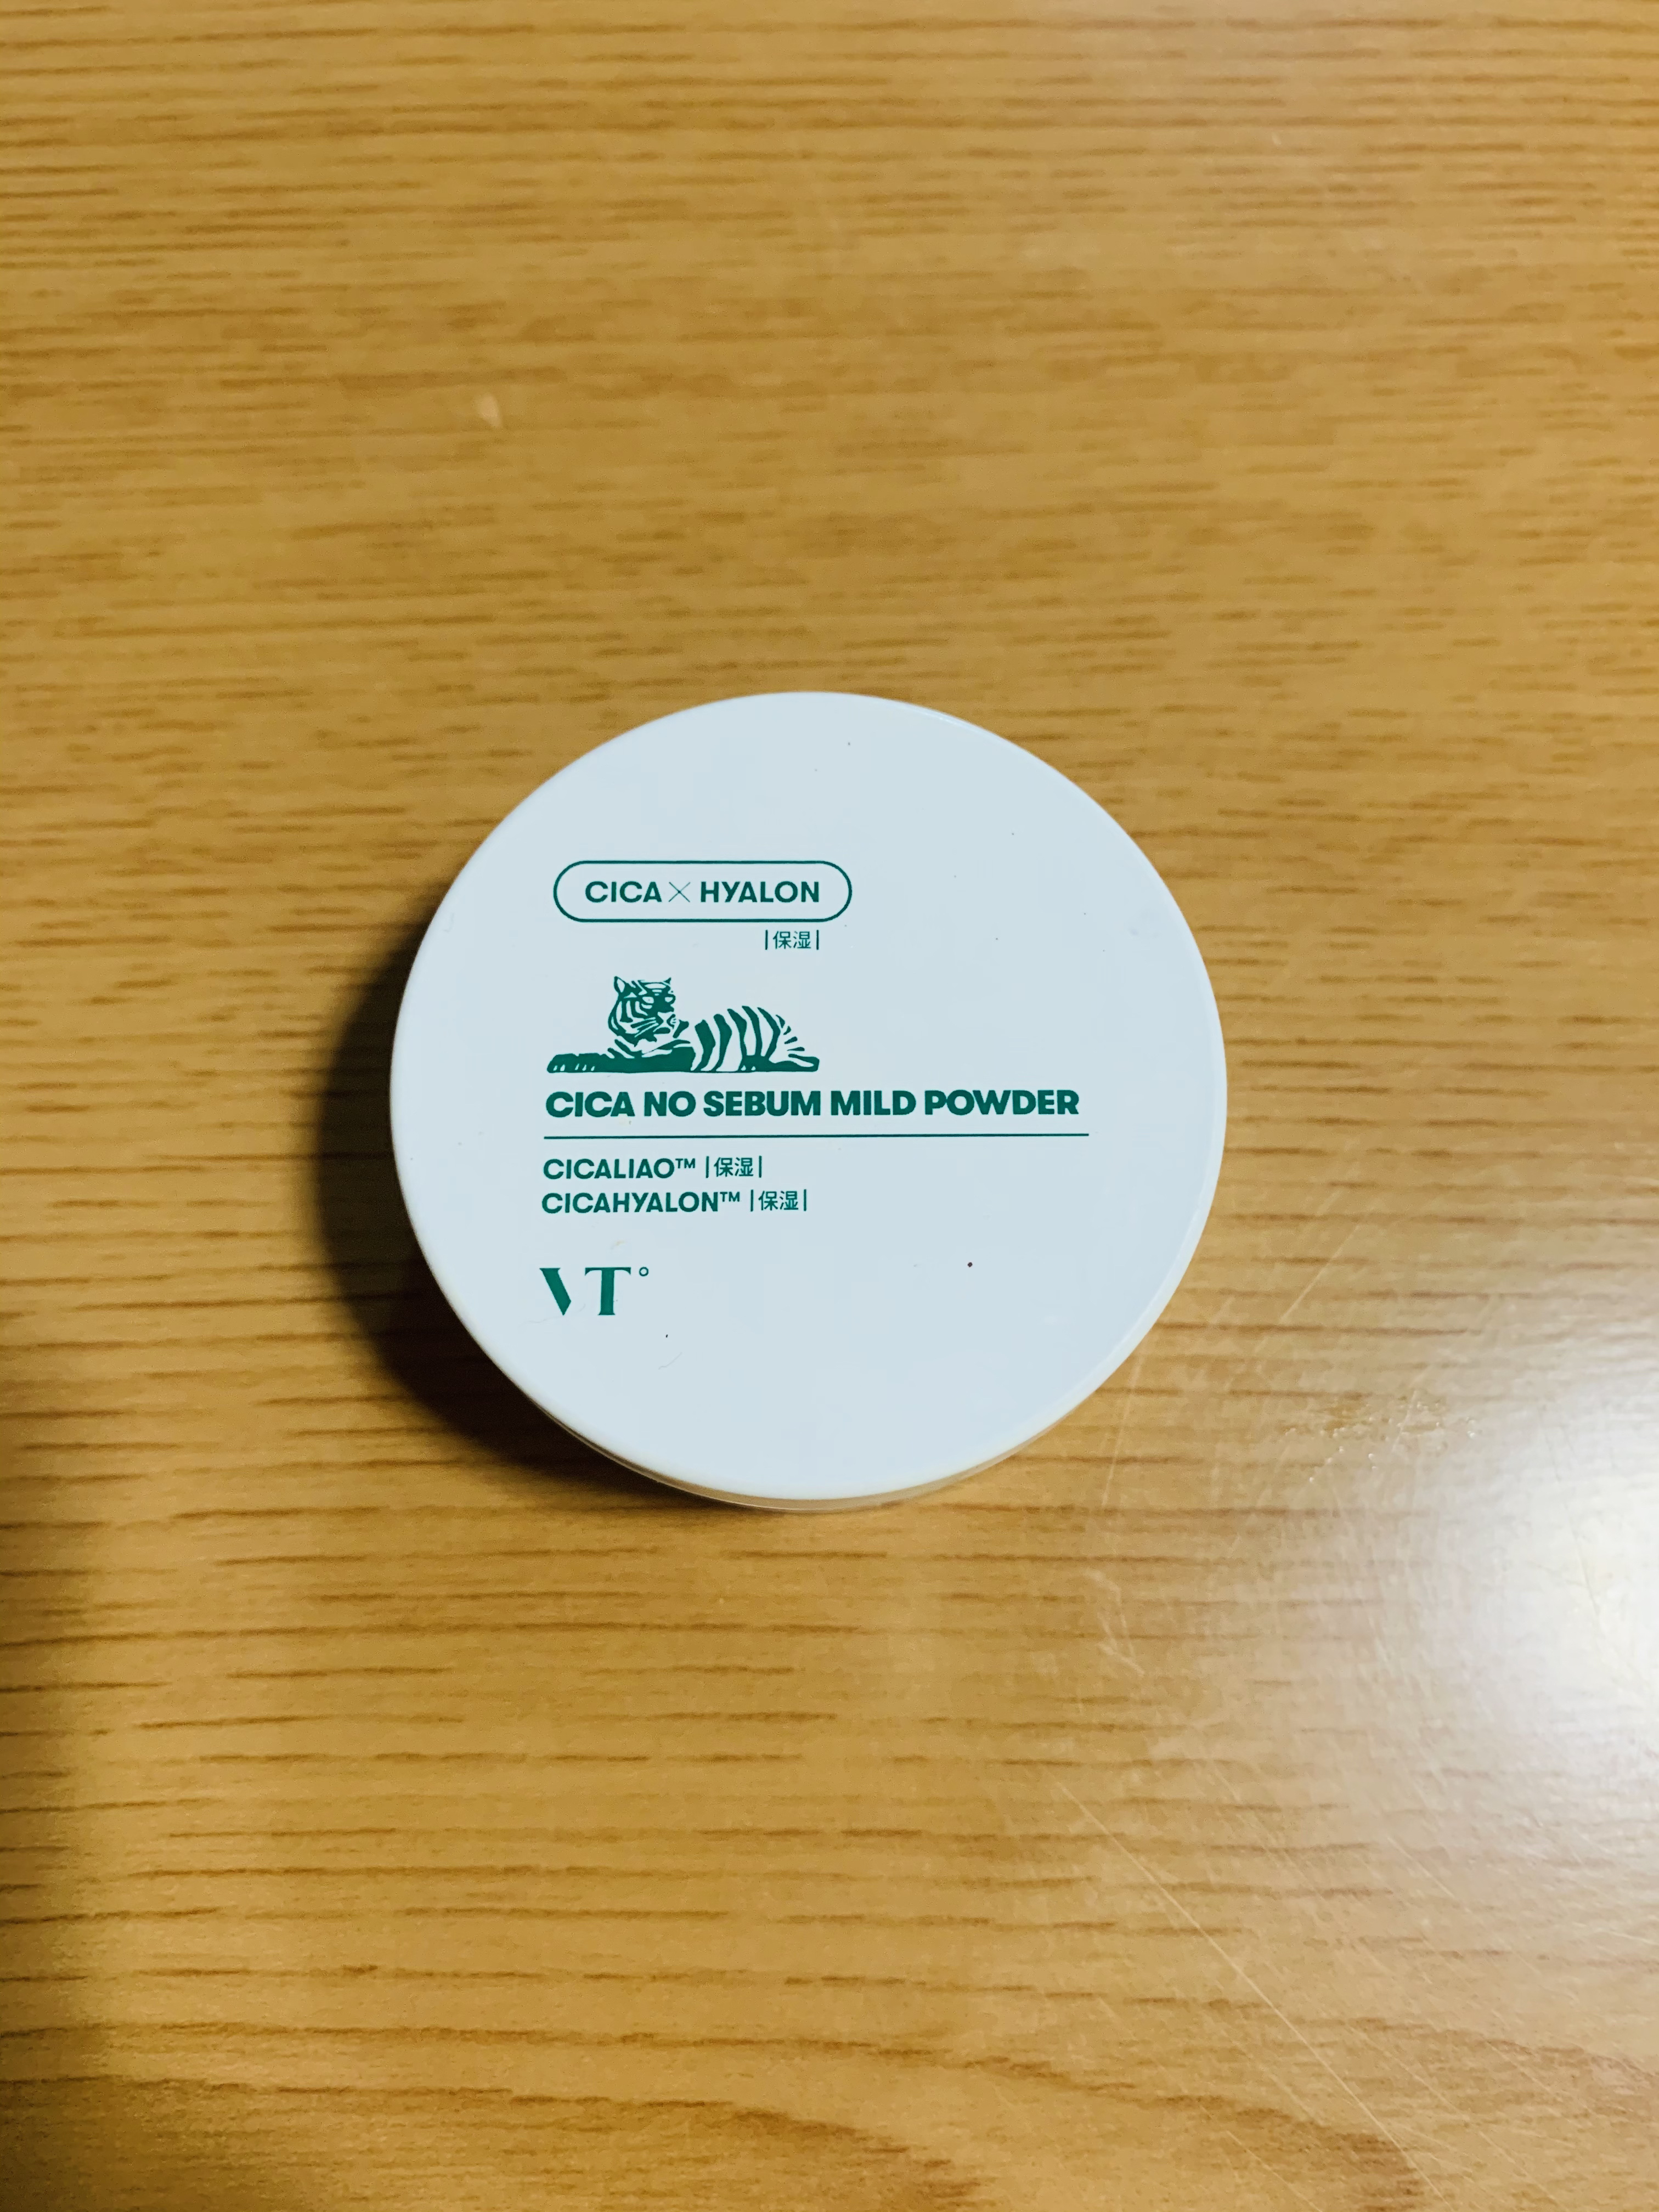 CICA × HYALON
|保湿|
CICA NO SEBUM MILD POWDER
CICALIAO™ |保湿|
CICAHYALON™ |保湿|
VT°